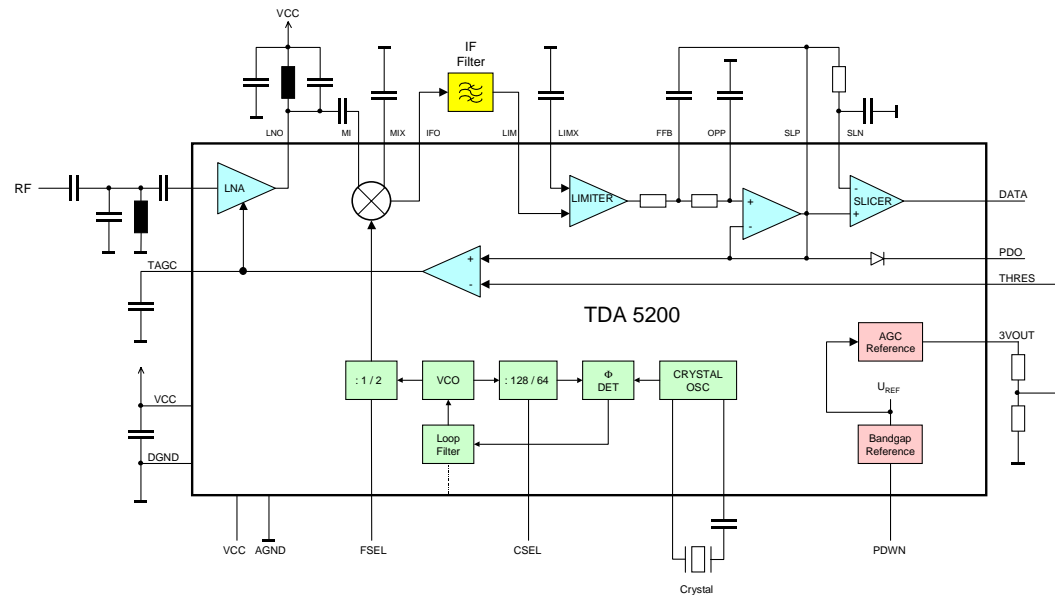 VCC
IF
Filter
LNO
MI
MIX
IFO
LIM
LIMX
FFB
OPP
SLP
SLN
RF
LNA
LIMITER
+
-
-
SLICER
+
DATA
TAGC
+
-
PDO
THRES
TDA 5200
AGC
Reference
3VOUT
: 1 / 2
VCO
: 128 / 64
Φ
DET
CRYSTAL
OSC
UREF
VCC
Loop
Filter
Bandgap
Reference
DGND
VCC
AGND
FSEL
CSEL
PDWN
Crystal